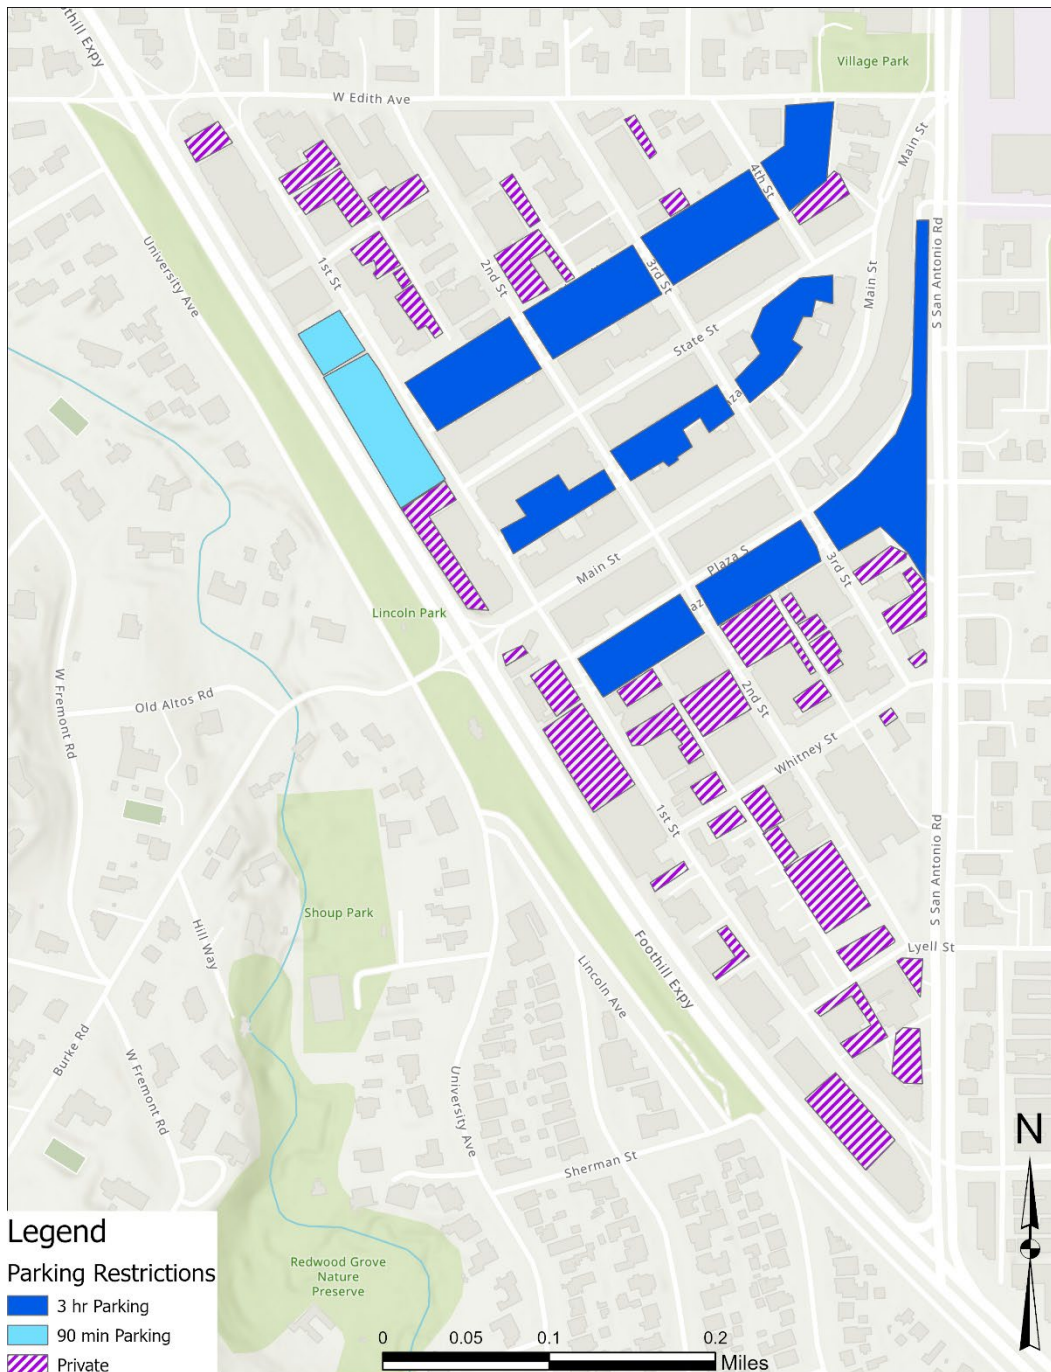 thill Expy
W Edith Ave
Village Park
Main St
4th St
University Ave
1st St
2nd St
3rd St
Main St
S San Antonio Rd
State St
Main St
Plaza S
3rd St
Lincoln Park
W Fremont Rd
Old Altos Rd
2nd St
Whitney St
1st St
S San Antonio Rd
Shoup Park
Hill Way
Foothill Expy
Lyell St
Lincoln Ave
Burke Rd
W Fremont Rd
University Ave
Sherman St
N
Redwood Grove
Nature
Preserve
Legend
Parking Restrictions
3 hr Parking
90 min Parking
Private
0 0.05 0.1 0.2
Miles